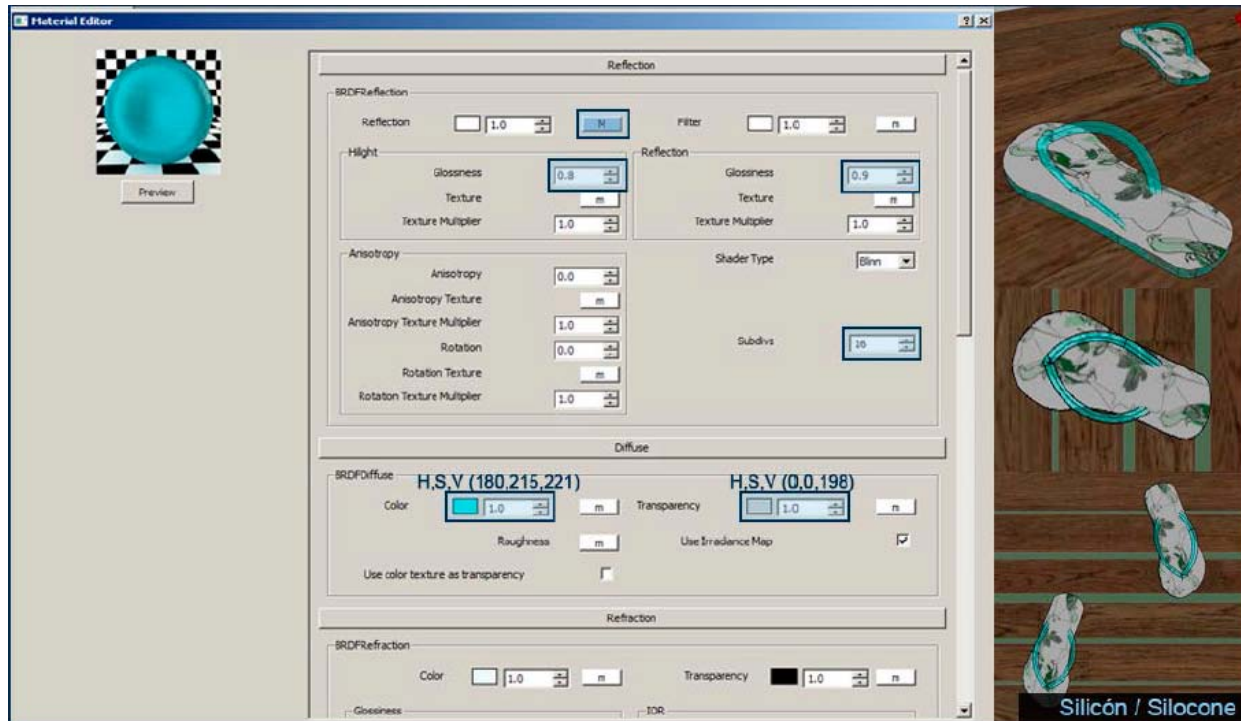 Material Editor
Reflection
BRDFReflection
Reflection 1.0 M Filter 1.0 m
Hilight Reflection
Glossiness 0.8 Glossiness 0.9
Texture m Texture m
Texture Multiplier 1.0 Texture Multiplier 1.0
Anisotropy Shader Type Blinn
Anisotropy 0.0
Anisotropy Texture m
Anisotropy Texture Multiplier 1.0
Rotation 0.0 Subdivs 16
Rotation Texture m
Rotation Texture Multiplier 1.0
Preview
Diffuse
BRDFDiffuse H,S,V (180,215,221) H,S,V (0,0,198)
Color 1.0 m Transparency 1.0 m
Roughness m Use Irradiance Map
Use color texture as transparency
Refraction
BRDFRefraction
Color 1.0 m Transparency 1.0 m
Glossiness IOR
Silicón / Silocone